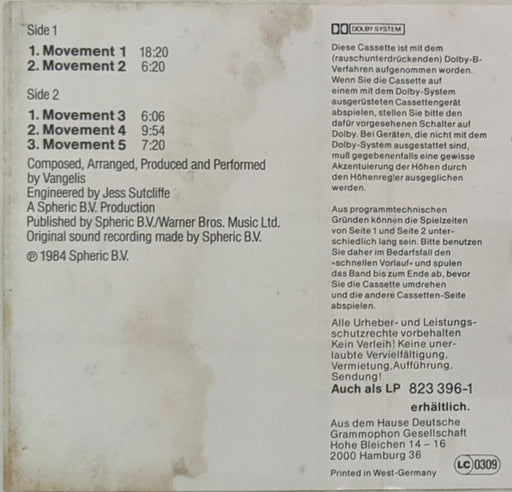 Side 1
1. Movement 1 18:20
2. Movement 2 6:20
Side 2
1. Movement 3 6:06
2. Movement 4 9:54
3. Movement 5 7:20
Composed, Arranged, Produced and Performed
by Vangelis
Engineered by Jess Sutcliffe
A Spheric B.V. Production
Published by Spheric B.V./Warner Bros. Music Ltd.
Original sound recording made by Spheric B.V.
℗ 1984 Spheric B.V.
DOLBY SYSTEM
Diese Cassette ist mit dem
(rauschunterdrückenden) Dolby-B-
Verfahren aufgenommen worden.
Wenn Sie die Cassette auf
einem mit dem Dolby-System
ausgerüsteten Cassettengerät
abspielen, stellen Sie bitte den
dafür vorgesehenen Schalter auf
Dolby. Bei Geräten, die nicht mit dem
Dolby-System ausgestattet sind,
muß gegebenenfalls eine gewisse
Akzentuierung der Höhen durch
den Höhenregler ausgeglichen
werden.
Aus programmtechnischen
Gründen können die Spielzeiten
von Seite 1 und Seite 2 unter-
schiedlich lang sein. Bitte benutzen
Sie daher im Bedarfsfall den
»schnellen Vorlauf« und spulen
das Band bis zum Ende ab, bevor
Sie die Cassette umdrehen
und die andere Cassetten-Seite
abspielen.
Alle Urheber- und Leistungs-
schutzrechte vorbehalten
Kein Verleih! Keine uner-
laubte Vervielfältigung,
Vermietung, Aufführung,
Sendung!
Auch als LP 823 396-1
erhältlich.
Aus dem Hause Deutsche
Grammophon Gesellschaft
Hohe Bleichen 14 – 16
2000 Hamburg 36
Printed in West-Germany
LC 0309